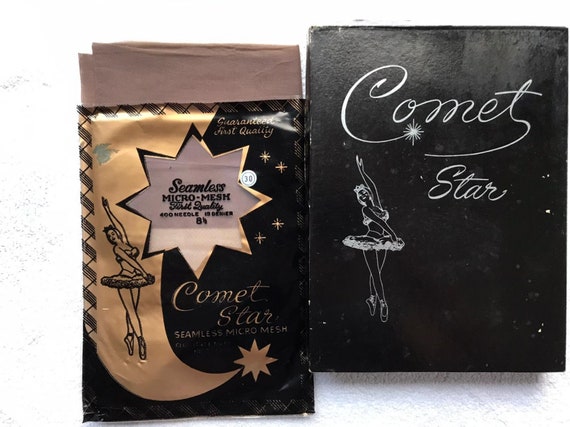 Guaranteed
First Quality
30
Seamless
MICRO-MESH
First Quality
400 NEEDLE 15 DENIER
8½
Comet
Star
SEAMLESS MICRO MESH
Comet
Star